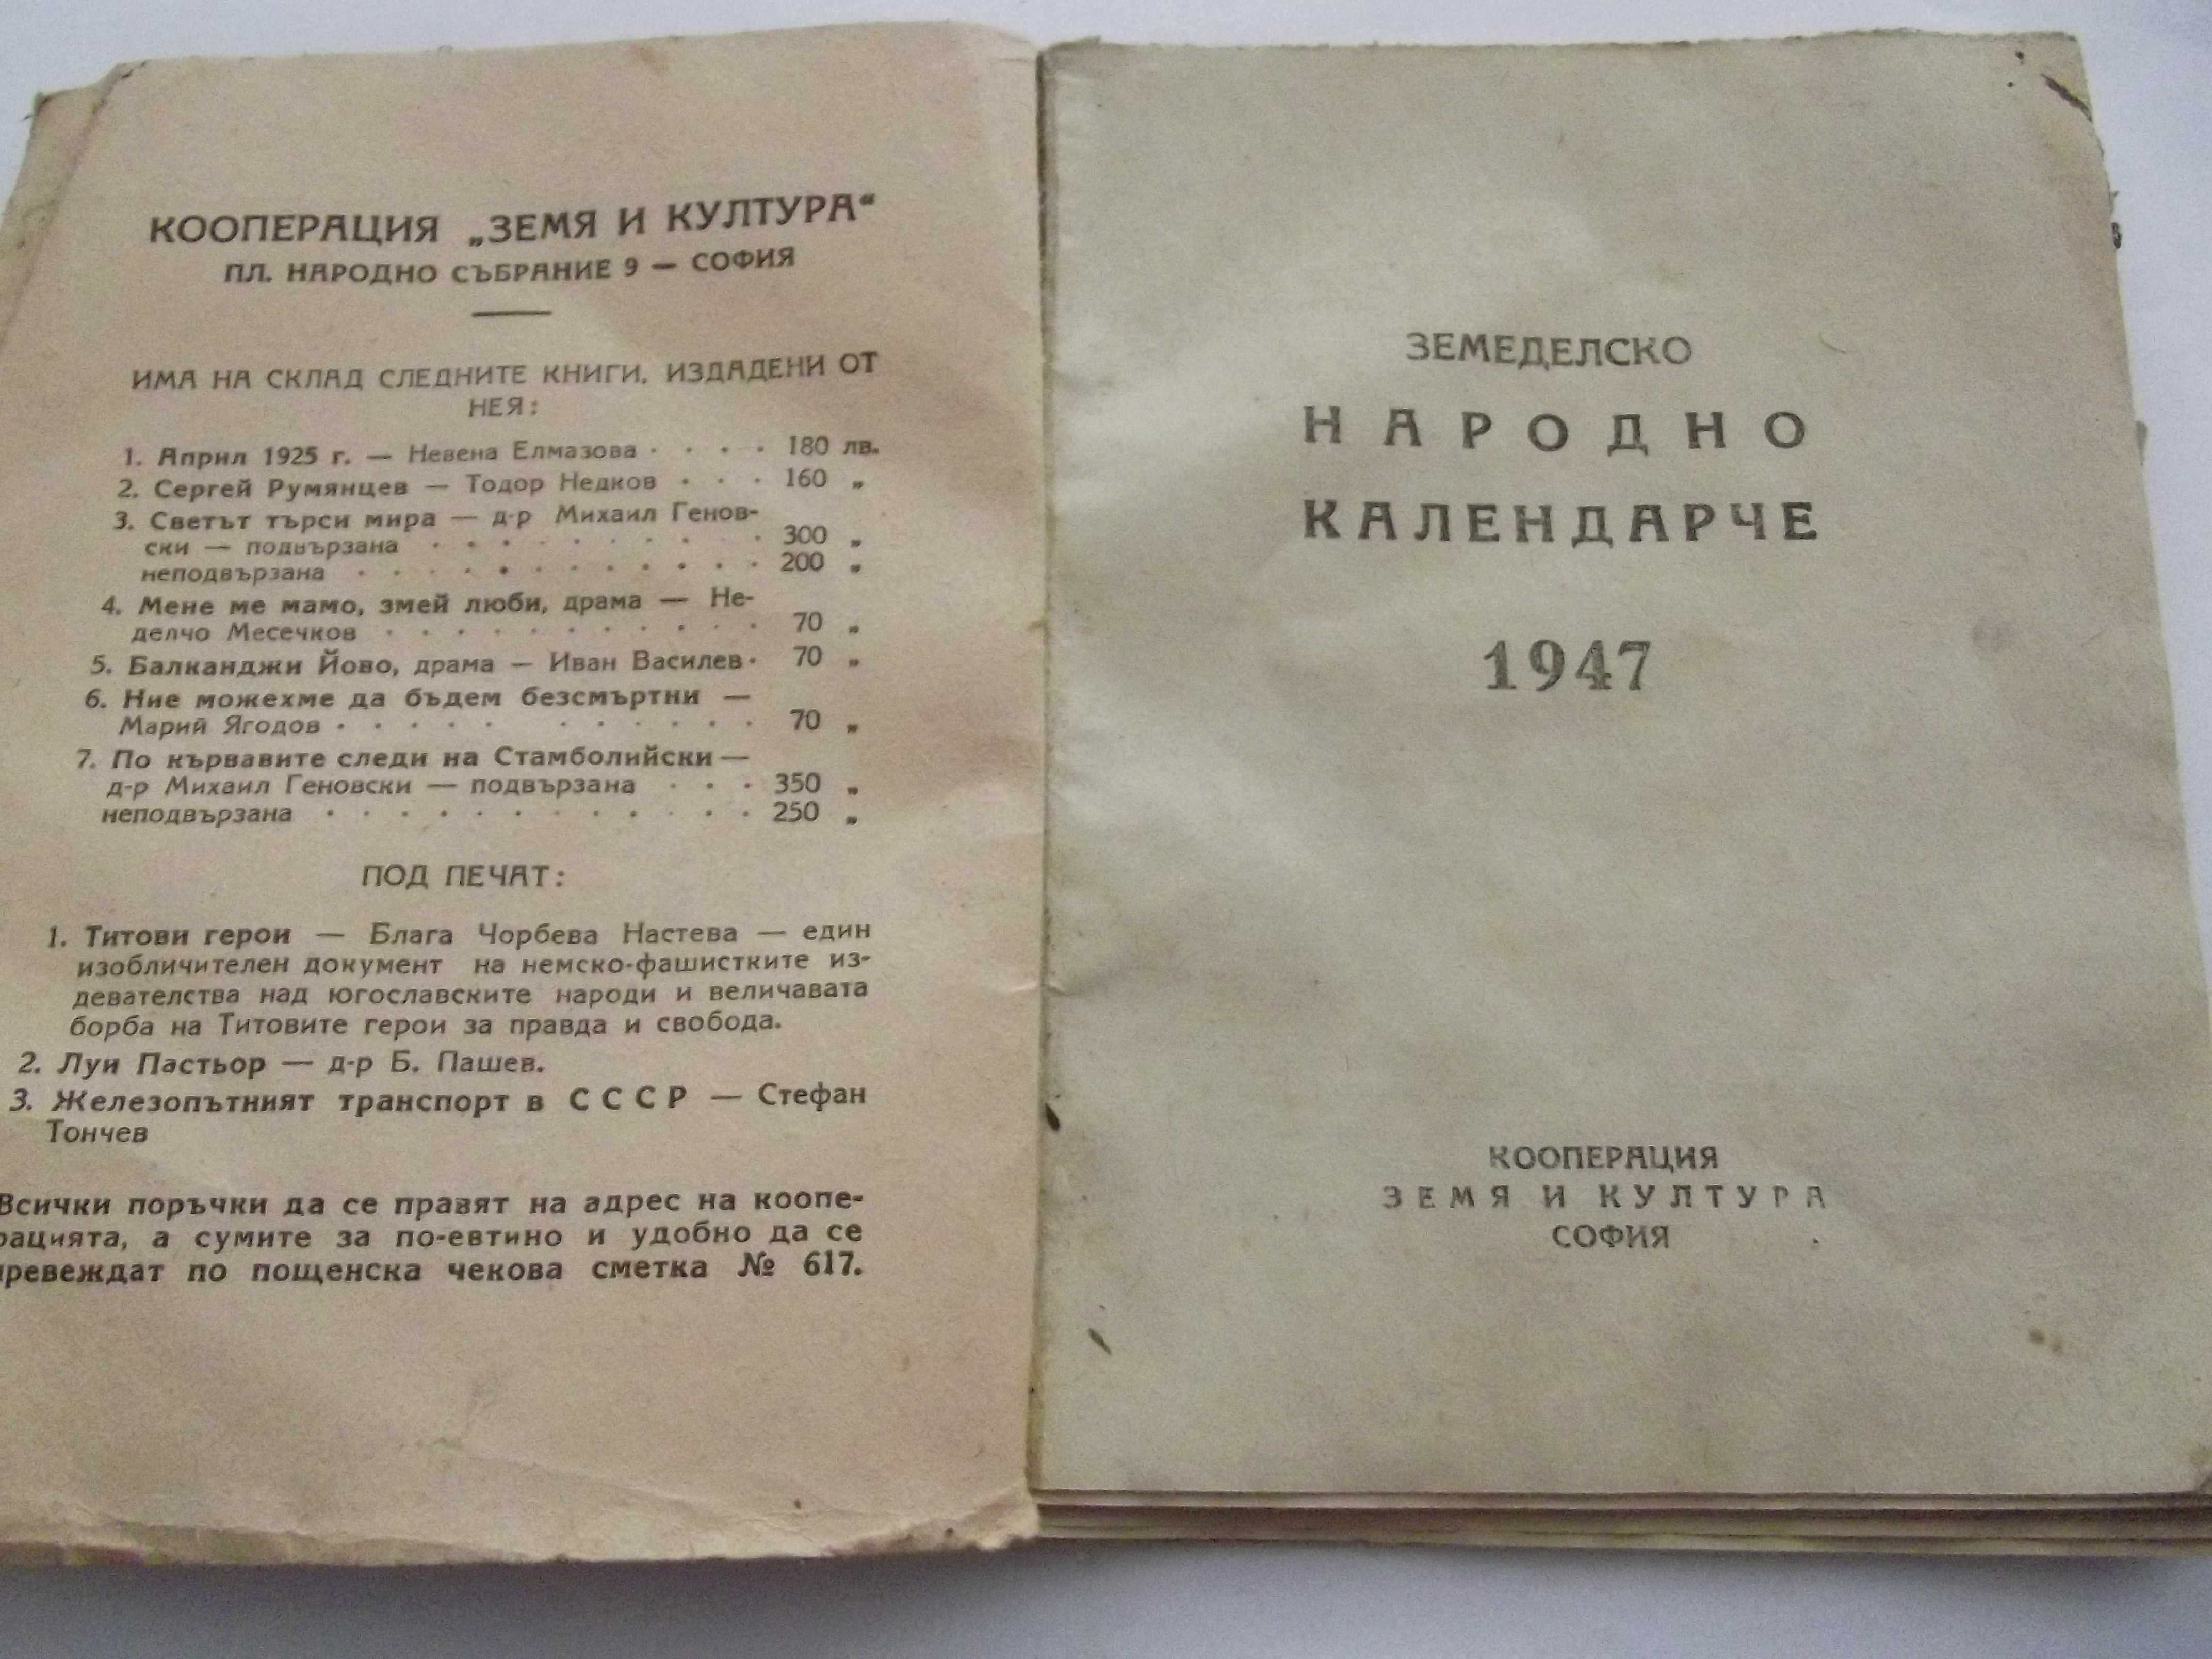 КООПЕРАЦИЯ „ЗЕМЯ И КУЛТУРА“
ПЛ. НАРОДНО СЪБРАНИЕ 9 — СОФИЯ
ИМА НА СКЛАД СЛЕДНИТЕ КНИГИ, ИЗДАДЕНИ ОТ
НЕЯ:
1. Април 1925 г. — Невена Елмазова . . . . 180 лв.
2. Сергей Румянцев — Тодор Недков . . . 160 „
3. Светът търси мира — д-р Михаил Генов-
ски — подвързана . . . . . . . . . . 300 „
неподвързана . . . . . . . . . . . . 200 „
4. Мене ме мамо, змей люби, драма — Не-
делчо Месечков . . . . . . . . . . . 70 „
5. Балканджи Йово, драма — Иван Василев . 70 „
6. Ние можехме да бъдем безсмъртни —
Марий Ягодов . . . . . . . . . . . 70 „
7. По кървавите следи на Стамболийски —
д-р Михаил Геновски — подвързана . . . 350 „
неподвързана . . . . . . . . . . . . 250 „
ПОД ПЕЧАТ:
1. Титови герои — Блага Чорбева Настева — един
изобличителен документ на немско-фашистките из-
девателства над югославските народи и величавата
борба на Титовите герои за правда и свобода.
2. Луи Пастьор — д-р Б. Пашев.
3. Железопътният транспорт в С С С Р — Стефан
Тончев
Всички поръчки да се правят на адрес на коопе-
рацията, а сумите за по-евтино и удобно да се
превеждат по пощенска чекова сметка № 617.
ЗЕМЕДЕЛСКО
НАРОДНО
КАЛЕНДАРЧЕ
1947
КООПЕРАЦИЯ
ЗЕМЯ И КУЛТУРА
СОФИЯ